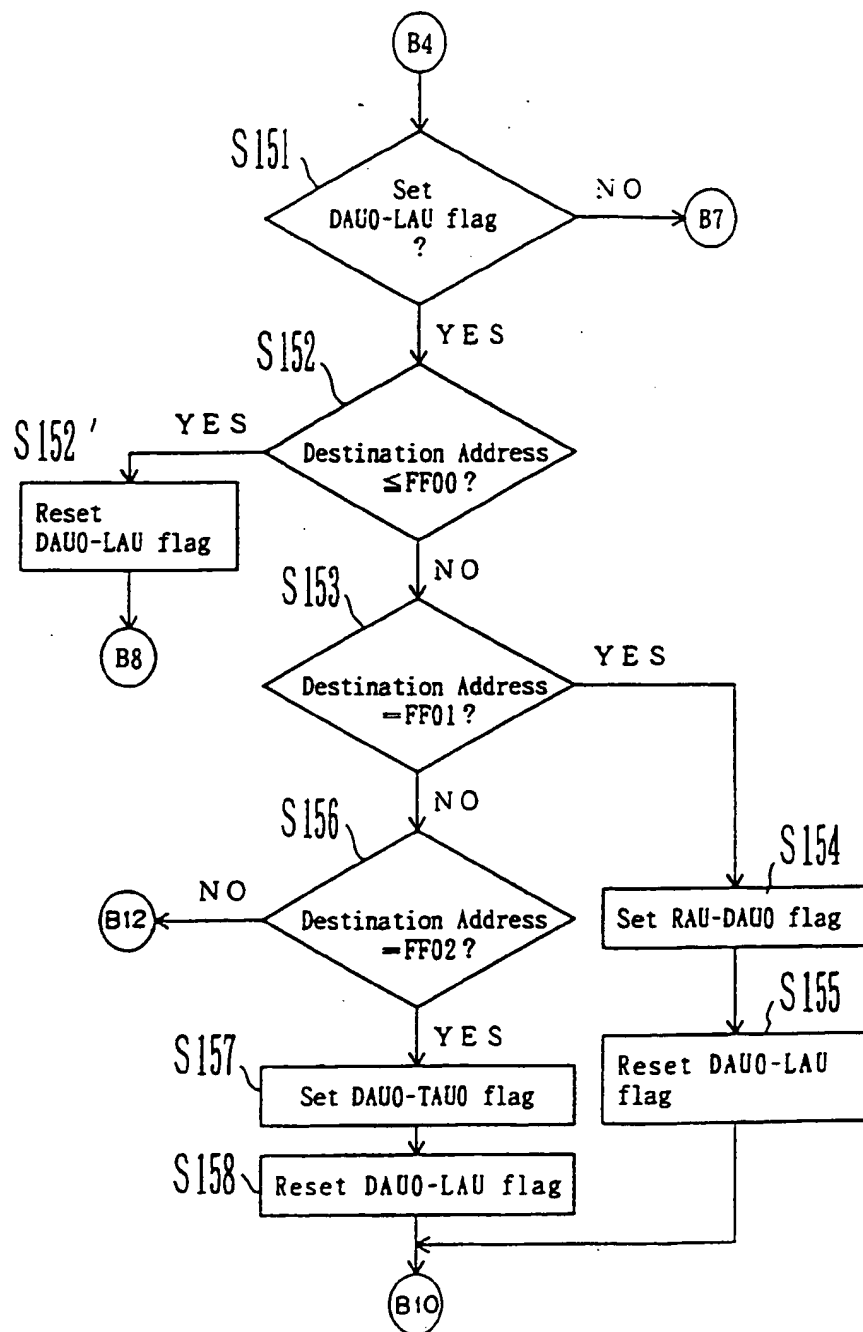 B4
S151
Set
DAU0-LAU flag
?
NO
B7
YES
S152
Destination Address
≦FF00?
YES
S152'
Reset
DAU0-LAU flag
B8
NO
S153
Destination Address
=FF01?
YES
NO
S156
Destination Address
=FF02?
NO
B12
S154
Set RAU-DAU0 flag
S155
Reset DAU0-LAU
flag
YES
S157
Set DAU0-TAU0 flag
S158
Reset DAU0-LAU flag
B10